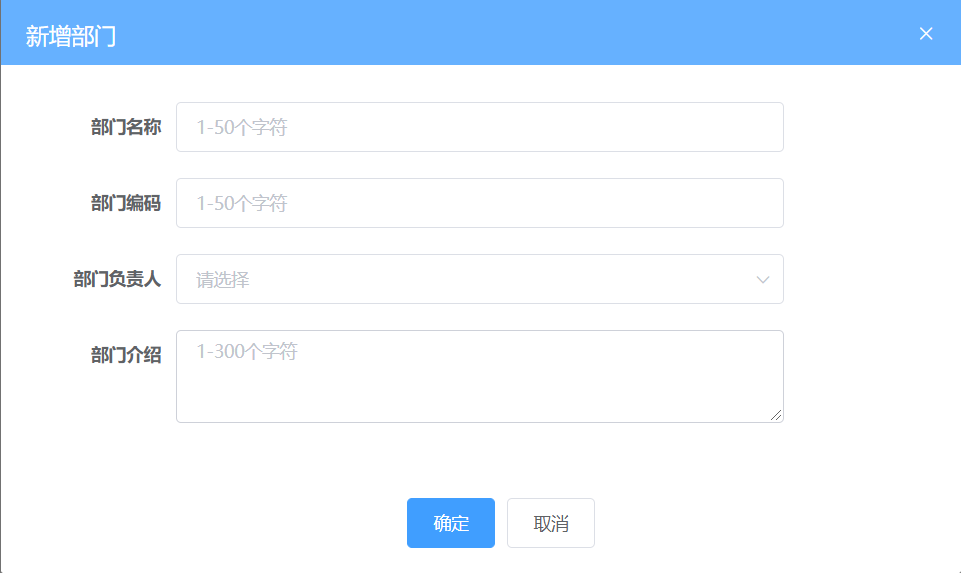 新增部门
部门名称 1-50个字符
部门编码 1-50个字符
部门负责人 请选择
部门介绍 1-300个字符
确定 取消